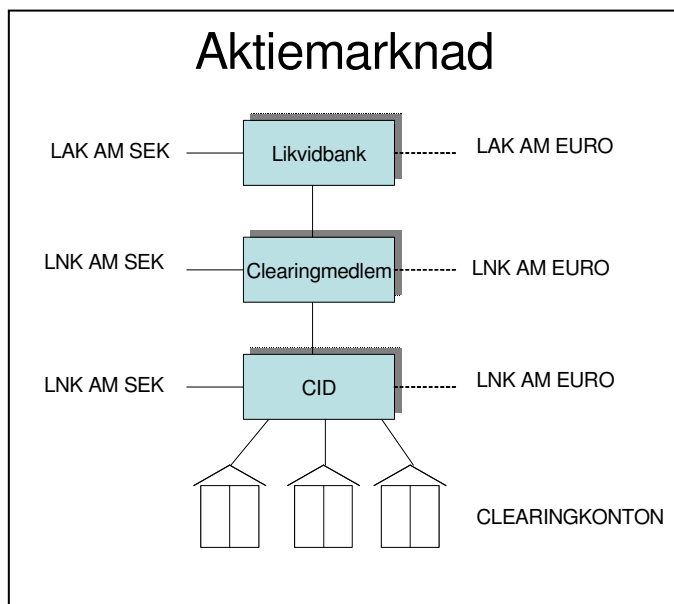 Aktiemarknad
LAK AM SEK
Likvidbank
LAK AM EURO
LNK AM SEK
Clearingmedlem
LNK AM EURO
LNK AM SEK
CID
LNK AM EURO
CLEARINGKONTON